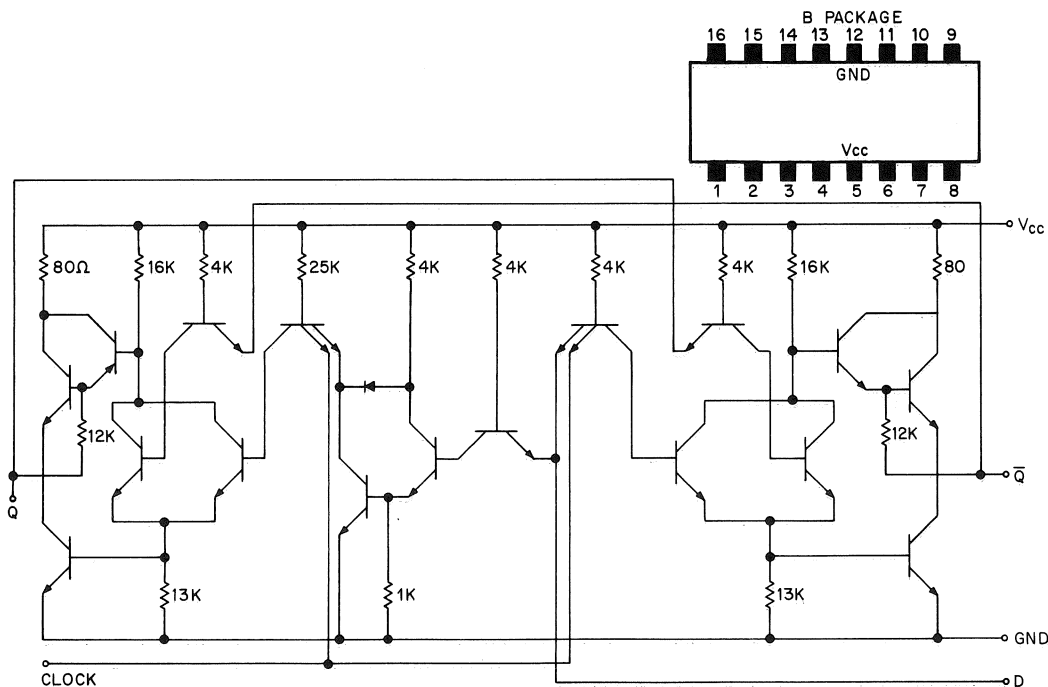 B PACKAGE
16 15 14 13 12 11 10 9
GND
Vcc
1 2 3 4 5 6 7 8
Vcc
80Ω 16K 4K 25K 4K 4K 4K 4K 16K 80
12K 12K
Q̅
Q
13K 1K 13K
GND
CLOCK
D